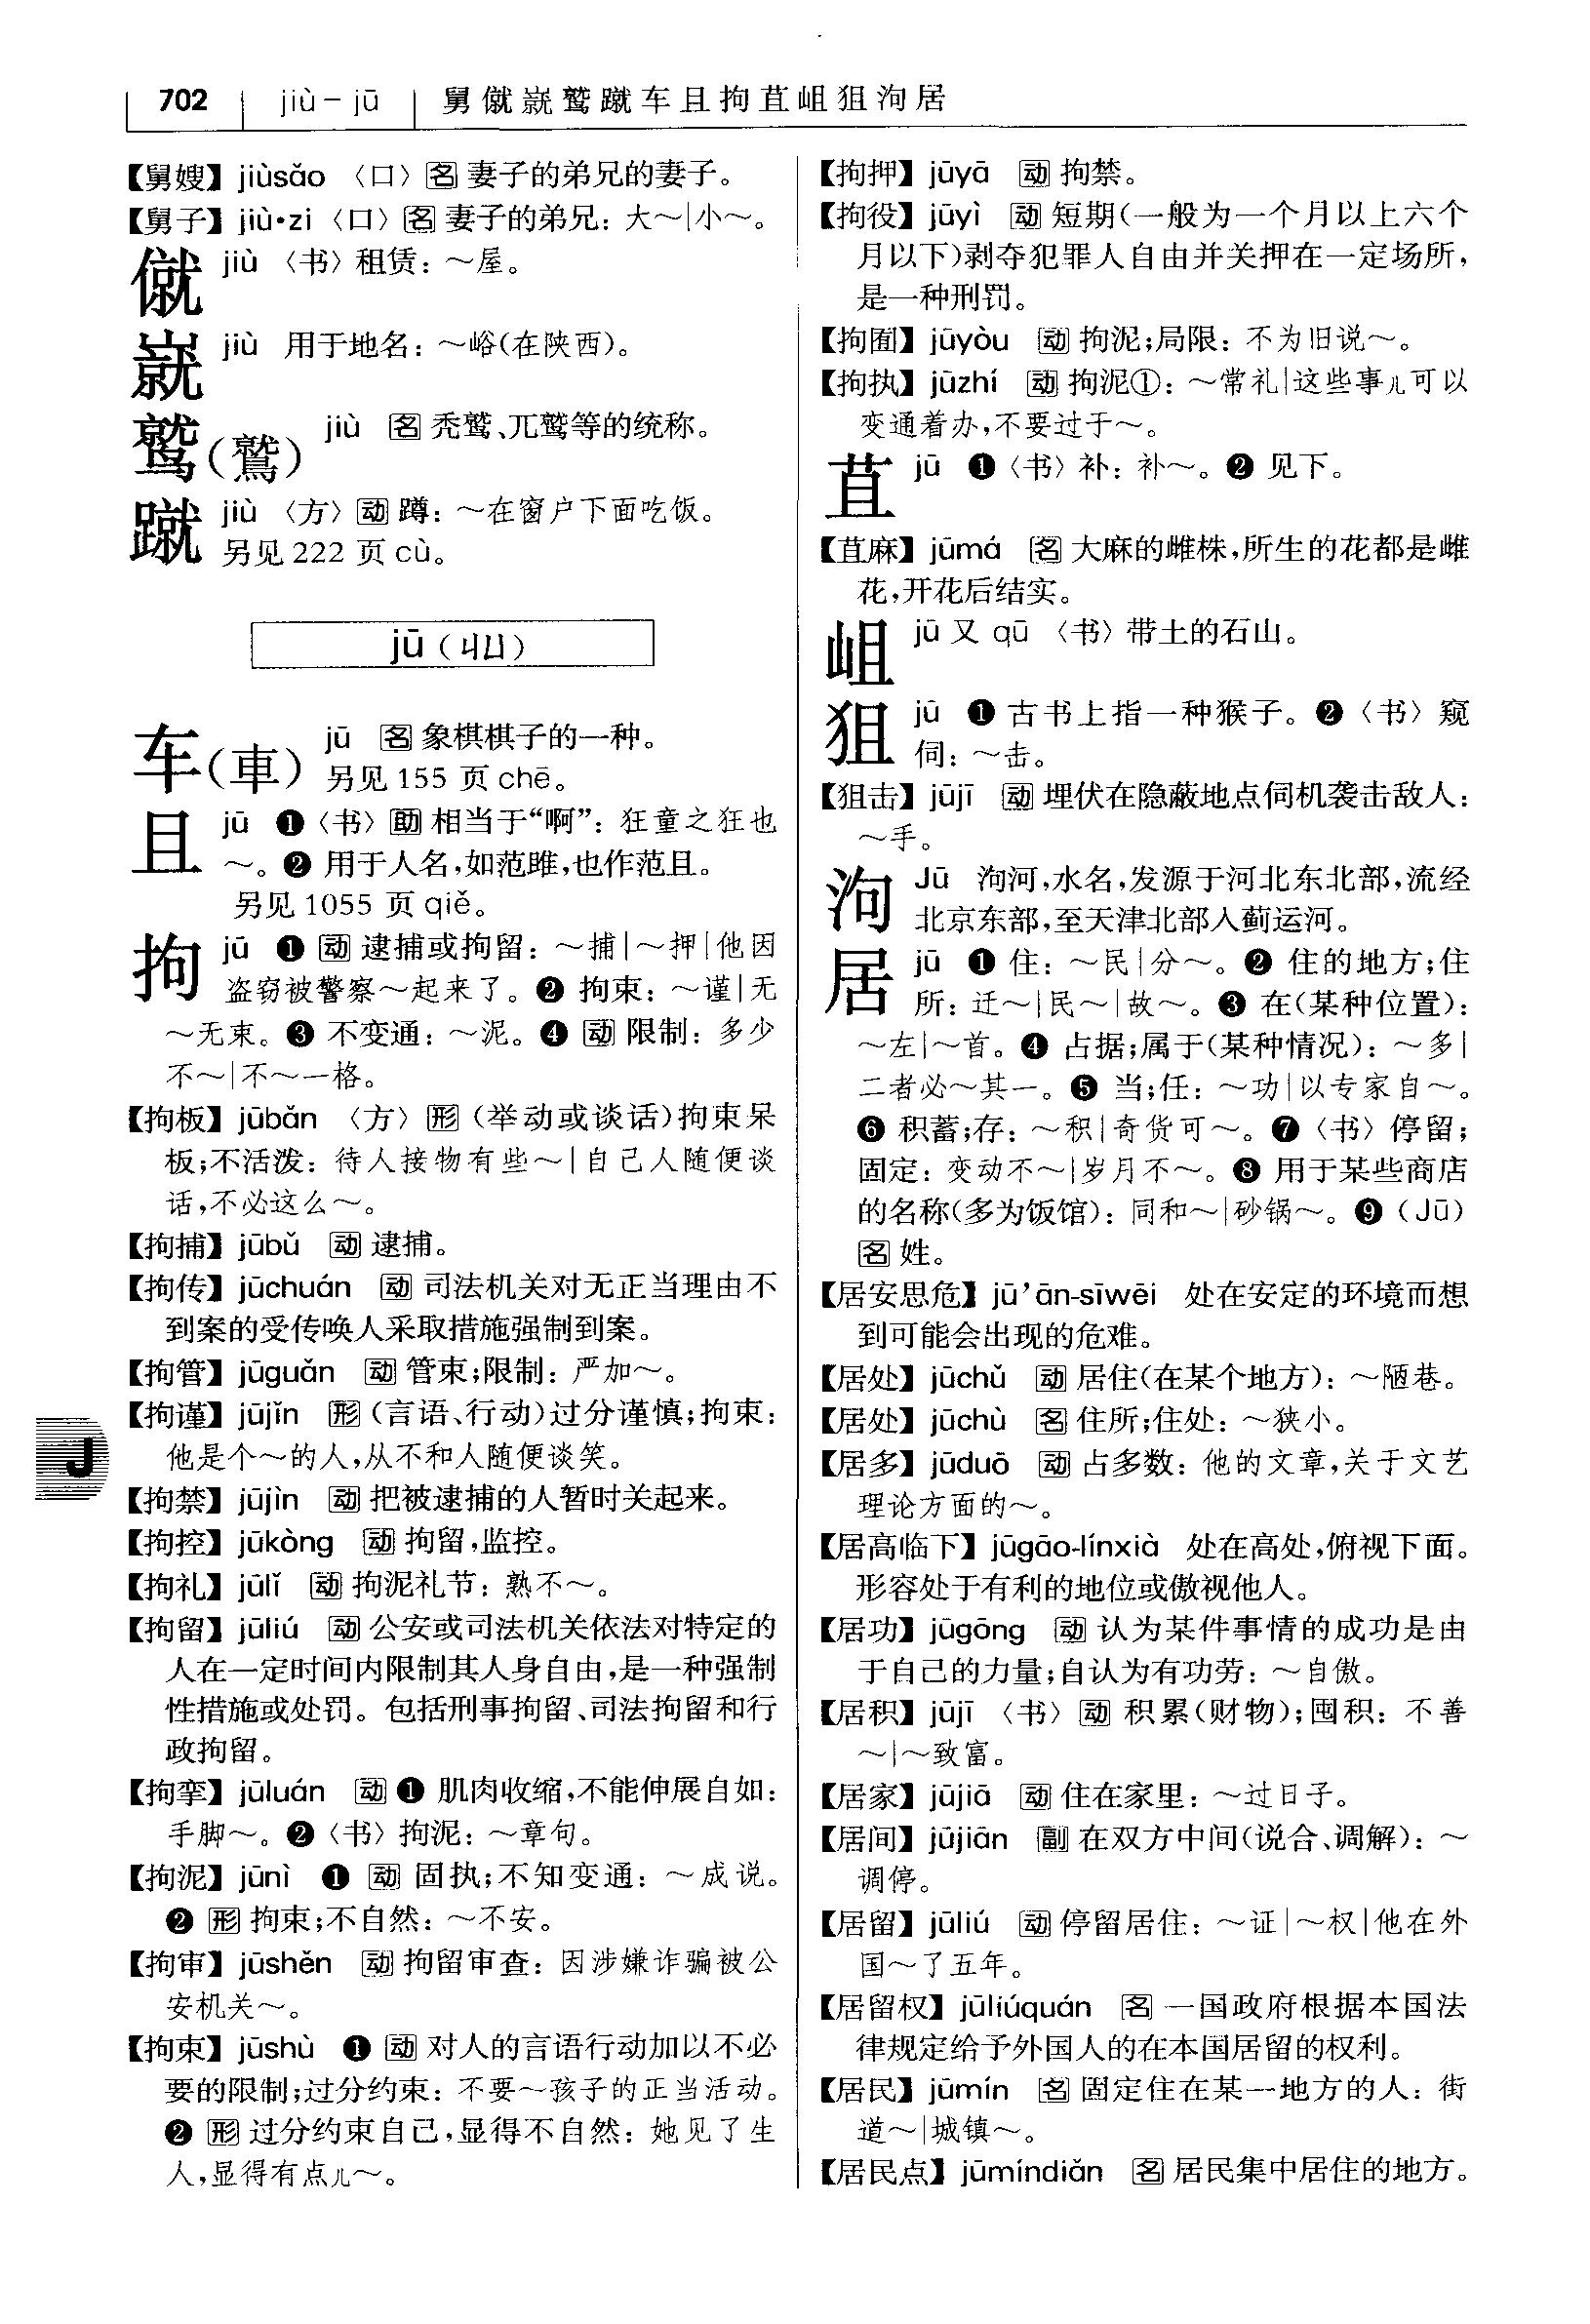 702 jiù－jū 舅僦㠇鹫蹴车且拘苴岨狙泃居
【舅嫂】jiùsǎo 〈口〉 名 妻子的弟兄的妻子。
【舅子】jiù·zi 〈口〉 名 妻子的弟兄：大～|小～。
僦 jiù 〈书〉租赁：～屋。
㠇 jiù 用于地名：～峪(在陕西)。
鹫(鷲) jiù 名 秃鹫、兀鹫等的统称。
蹴 jiù 〈方〉 动 蹲：～在窗户下面吃饭。
另见 222 页 cù。
jū (ㄐㄩ)
车(車) jū 名 象棋棋子的一种。
另见 155 页 chē。
且 jū ❶〈书〉 助 相当于“啊”：狂童之狂也
～。❷ 用于人名，如范雎，也作范且。
另见 1055 页 qiě。
拘 jū ❶ 动 逮捕或拘留：～捕|～押|他因
盗窃被警察～起来了。❷ 拘束：～谨|无
～无束。❸ 不变通：～泥。❹ 动 限制：多少
不～|不～一格。
【拘板】jūbǎn 〈方〉 形 (举动或谈话)拘束呆
板；不活泼：待人接物有些～|自己人随便谈
话，不必这么～。
【拘捕】jūbǔ 动 逮捕。
【拘传】jūchuán 动 司法机关对无正当理由不
到案的受传唤人采取措施强制到案。
【拘管】jūguǎn 动 管束；限制：严加～。
【拘谨】jūjǐn 形 (言语、行动)过分谨慎；拘束：
他是个～的人，从不和人随便谈笑。
【拘禁】jūjìn 动 把被逮捕的人暂时关起来。
【拘控】jūkòng 动 拘留，监控。
【拘礼】jūlǐ 动 拘泥礼节：熟不～。
【拘留】jūliú 动 公安或司法机关依法对特定的
人在一定时间内限制其人身自由，是一种强制
性措施或处罚。包括刑事拘留、司法拘留和行
政拘留。
【拘挛】jūluán 动 ❶ 肌肉收缩，不能伸展自如：
手脚～。❷〈书〉拘泥：～章句。
【拘泥】jūnì ❶ 动 固执；不知变通：～成说。
❷ 形 拘束；不自然：～不安。
【拘审】jūshěn 动 拘留审查：因涉嫌诈骗被公
安机关～。
【拘束】jūshù ❶ 动 对人的言语行动加以不必
要的限制；过分约束：不要～孩子的正当活动。
❷ 形 过分约束自己，显得不自然：她见了生
人，显得有点儿～。
J
【拘押】jūyā 动 拘禁。
【拘役】jūyì 动 短期(一般为一个月以上六个
月以下)剥夺犯罪人自由并关押在一定场所，
是一种刑罚。
【拘囿】jūyòu 动 拘泥；局限：不为旧说～。
【拘执】jūzhí 动 拘泥①：～常礼|这些事儿可以
变通着办，不要过于～。
苴 jū ❶〈书〉补：补～。❷ 见下。
【苴麻】jūmá 名 大麻的雌株，所生的花都是雌
花，开花后结实。
岨 jū 又 qū 〈书〉带土的石山。
狙 jū ❶ 古书上指一种猴子。❷〈书〉窥
伺：～击。
【狙击】jūjī 动 埋伏在隐蔽地点伺机袭击敌人：
～手。
泃 Jū 泃河，水名，发源于河北东北部，流经
北京东部，至天津北部入蓟运河。
居 jū ❶ 住：～民|分～。❷ 住的地方；住
所：迁～|民～|故～。❸ 在(某种位置)：
～左|～首。❹ 占据；属于(某种情况)：～多|
二者必～其一。❺ 当；任：～功|以专家自～。
❻ 积蓄；存：～积|奇货可～。❼〈书〉停留；
固定：变动不～|岁月不～。❽ 用于某些商店
的名称(多为饭馆)：同和～|砂锅～。❾ (Jū)
名 姓。
【居安思危】jū’ān-sīwēi 处在安定的环境而想
到可能会出现的危难。
【居处】jūchǔ 动 居住(在某个地方)：～陋巷。
【居处】jūchù 名 住所；住处：～狭小。
【居多】jūduō 动 占多数：他的文章，关于文艺
理论方面的～。
【居高临下】jūgāo-línxià 处在高处，俯视下面。
形容处于有利的地位或傲视他人。
【居功】jūgōng 动 认为某件事情的成功是由
于自己的力量；自认为有功劳：～自傲。
【居积】jūjī 〈书〉 动 积累(财物)；囤积：不善
～|～致富。
【居家】jūjiā 动 住在家里：～过日子。
【居间】jūjiān 副 在双方中间(说合、调解)：～
调停。
【居留】jūliú 动 停留居住：～证|～权|他在外
国～了五年。
【居留权】jūliúquán 名 一国政府根据本国法
律规定给予外国人的在本国居留的权利。
【居民】jūmín 名 固定住在某一地方的人：街
道～|城镇～。
【居民点】jūmíndiǎn 名 居民集中居住的地方。